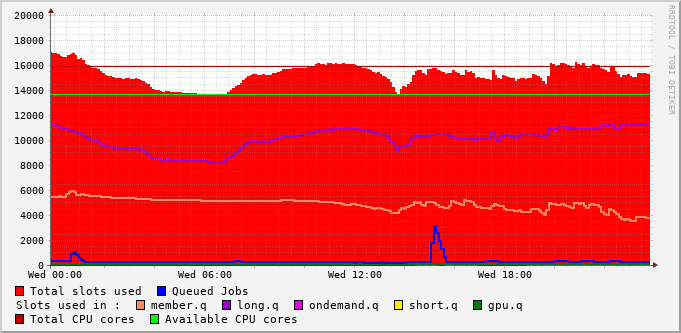 20000
18000
16000
14000
12000
10000
8000
6000
4000
2000
0
Wed 00:00 Wed 06:00 Wed 12:00 Wed 18:00
Total slots used Queued Jobs
Slots used in : member.q long.q ondemand.q short.q gpu.q
Total CPU cores Available CPU cores
RRDTOOL / TOBI OETIKER